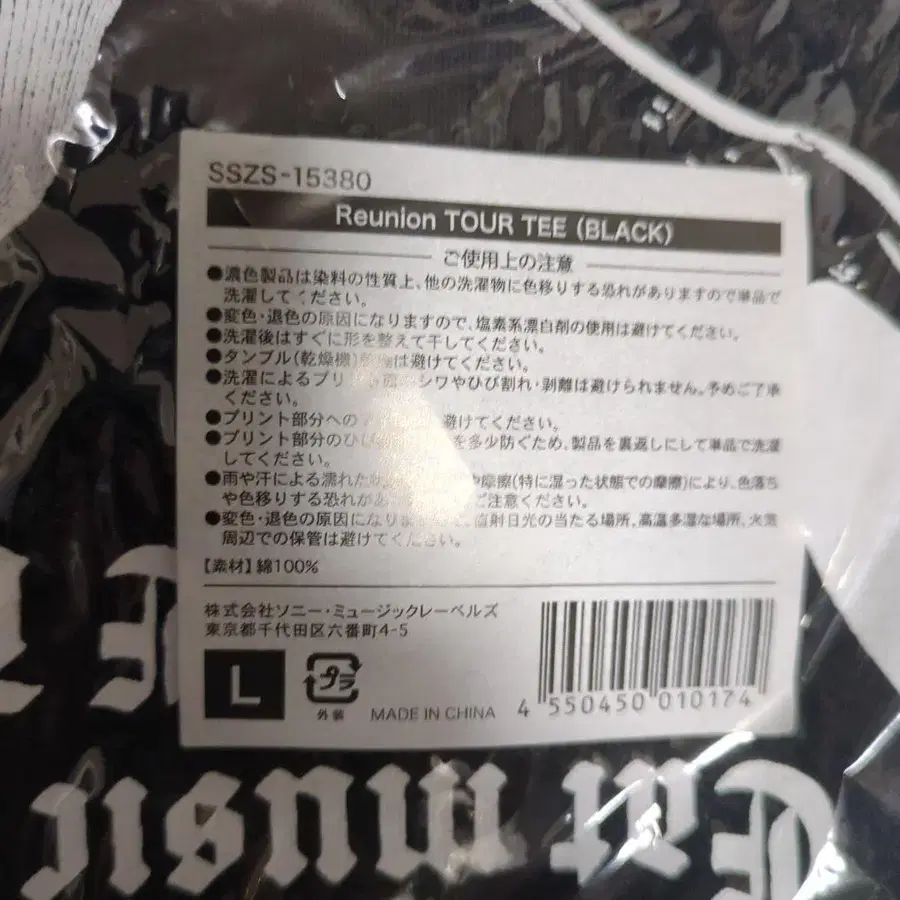 SSZS-15380
Reunion TOUR TEE (BLACK)
ご使用上の注意
●濃色製品は染料の性質上、他の洗濯物に色移りする恐れがありますので単品で
洗濯してください。
●変色・退色の原因になりますので、塩素系漂白剤の使用は避けてください。
●洗濯後はすぐに形を整えて干してください。
●タンブル(乾燥機) は避けてください。
●洗濯によるプリ シワやひび割れ・剥離は避けられません。予めご了承
ください。
●プリント部分への 避けてください。
●プリント部分のひび を多少防ぐため、製品を裏返しにして単品で洗濯
してください。
●雨や汗による濡れた 摩擦(特に湿った状態での摩擦)により、色落ち
や色移りする恐れがあ ご注意ください。
●変色・退色の原因になりますので、直射日光の当たる場所、高温多湿な場所、火気
周辺での保管は避けてください。
【素材】綿100%
株式会社ソニー・ミュージックレーベルズ
東京都千代田区六番町4-5
L
プラ
外装
MADE IN CHINA
4 550450 010174